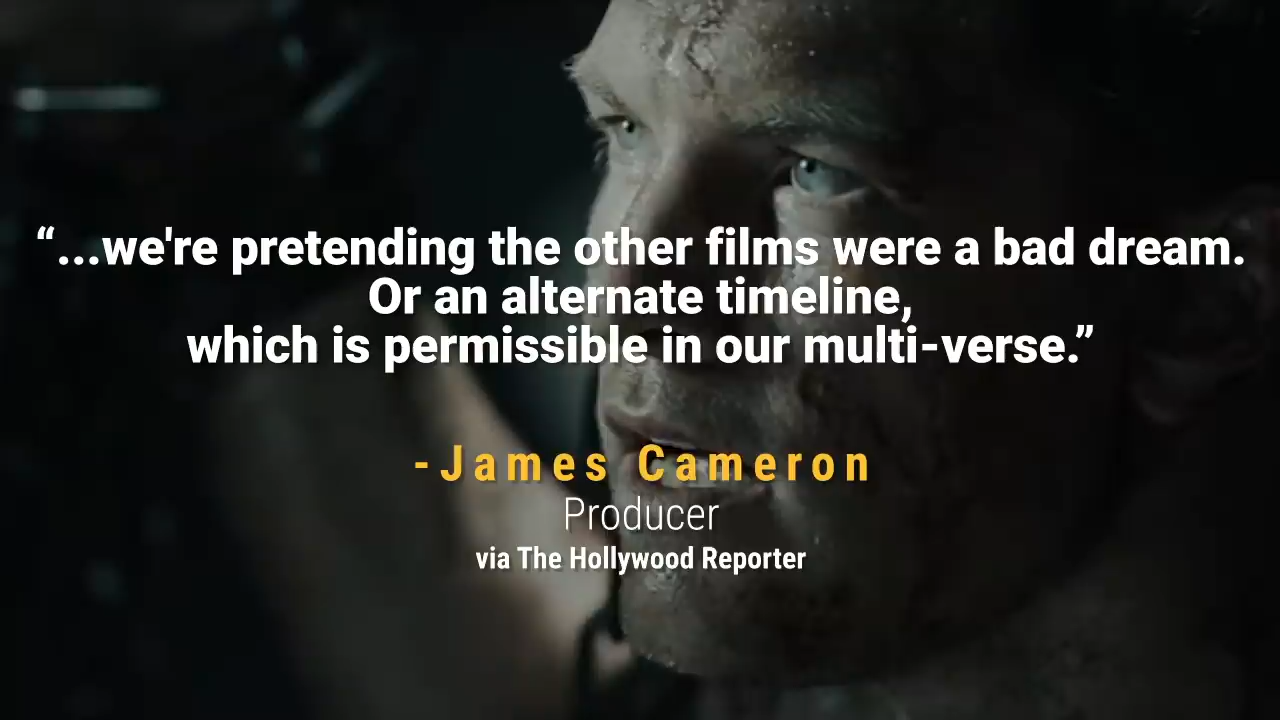 “...we're pretending the other films were a bad dream.
Or an alternate timeline,
which is permissible in our multi-verse.”
-James Cameron
Producer
via The Hollywood Reporter